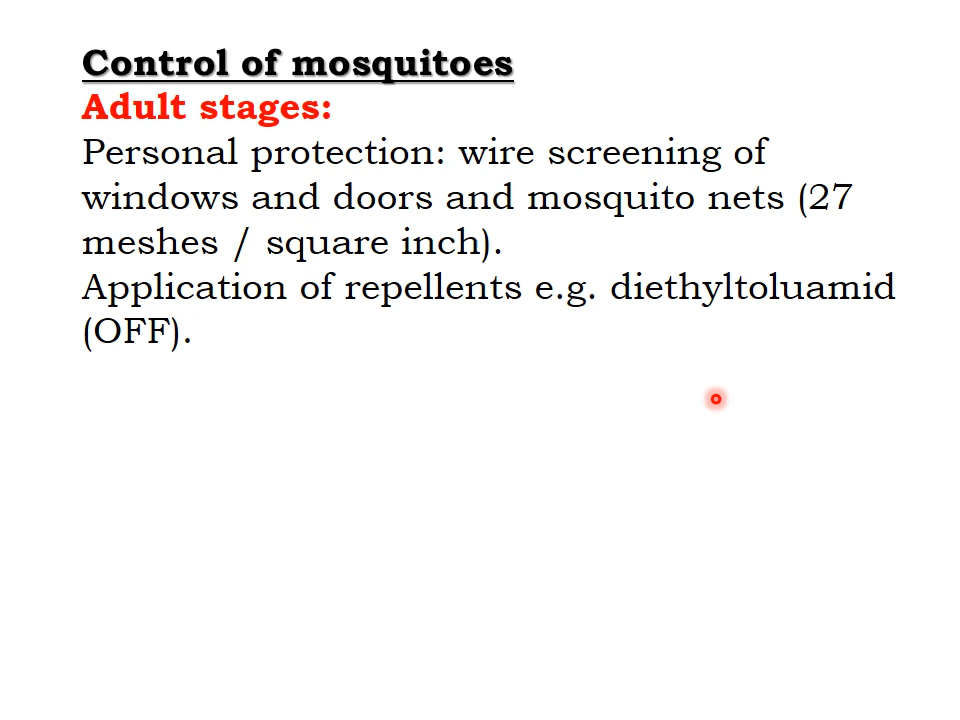 Control of mosquitoes
Adult stages:
Personal protection: wire screening of
windows and doors and mosquito nets (27
meshes / square inch).
Application of repellents e.g. diethyltoluamid
(OFF).